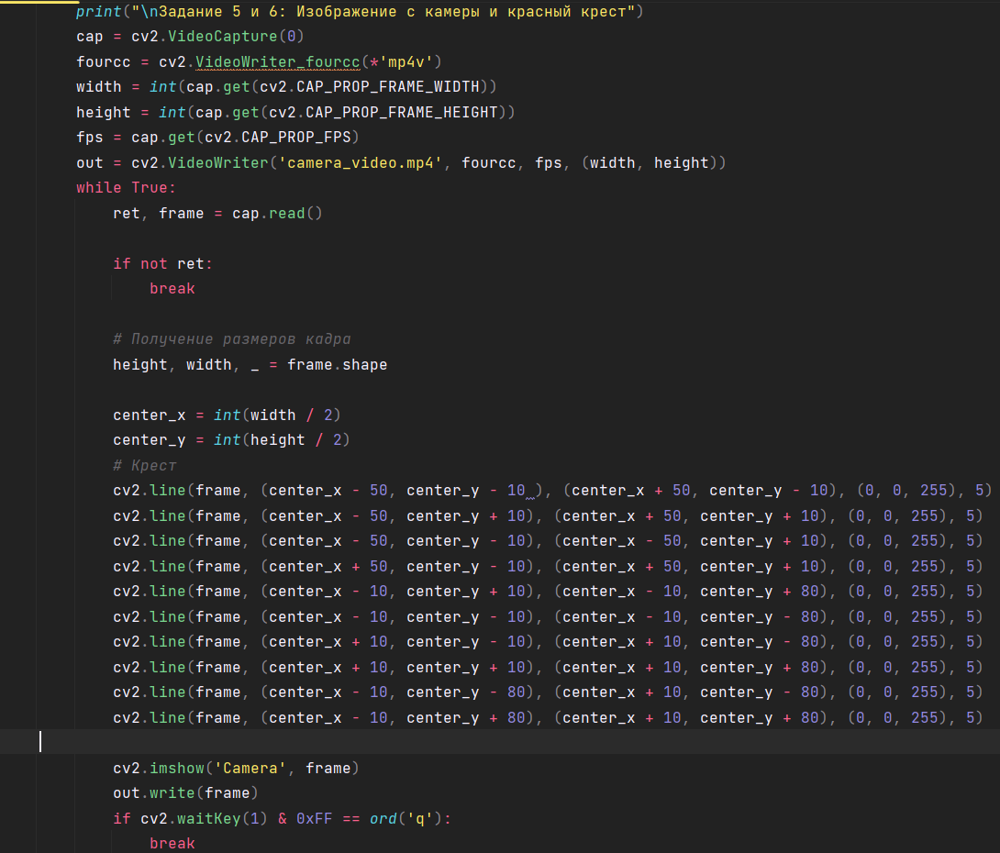 print("\nЗадание 5 и 6: Изображение с камеры и красный крест")
cap = cv2.VideoCapture(0)
fourcc = cv2.VideoWriter_fourcc(*'mp4v')
width = int(cap.get(cv2.CAP_PROP_FRAME_WIDTH))
height = int(cap.get(cv2.CAP_PROP_FRAME_HEIGHT))
fps = cap.get(cv2.CAP_PROP_FPS)
out = cv2.VideoWriter('camera_video.mp4', fourcc, fps, (width, height))
while True:
    ret, frame = cap.read()
    if not ret:
        break
    # Получение размеров кадра
    height, width, _ = frame.shape
    center_x = int(width / 2)
    center_y = int(height / 2)
    # Крест
    cv2.line(frame, (center_x - 50, center_y - 10 ), (center_x + 50, center_y - 10), (0, 0, 255), 5)
    cv2.line(frame, (center_x - 50, center_y + 10), (center_x + 50, center_y + 10), (0, 0, 255), 5)
    cv2.line(frame, (center_x - 50, center_y - 10), (center_x - 50, center_y + 10), (0, 0, 255), 5)
    cv2.line(frame, (center_x + 50, center_y - 10), (center_x + 50, center_y + 10), (0, 0, 255), 5)
    cv2.line(frame, (center_x - 10, center_y + 10), (center_x - 10, center_y + 80), (0, 0, 255), 5)
    cv2.line(frame, (center_x - 10, center_y - 10), (center_x - 10, center_y - 80), (0, 0, 255), 5)
    cv2.line(frame, (center_x + 10, center_y - 10), (center_x + 10, center_y - 80), (0, 0, 255), 5)
    cv2.line(frame, (center_x + 10, center_y + 10), (center_x + 10, center_y + 80), (0, 0, 255), 5)
    cv2.line(frame, (center_x - 10, center_y - 80), (center_x + 10, center_y - 80), (0, 0, 255), 5)
    cv2.line(frame, (center_x - 10, center_y + 80), (center_x + 10, center_y + 80), (0, 0, 255), 5)
    cv2.imshow('Camera', frame)
    out.write(frame)
    if cv2.waitKey(1) & 0xFF == ord('q'):
        break